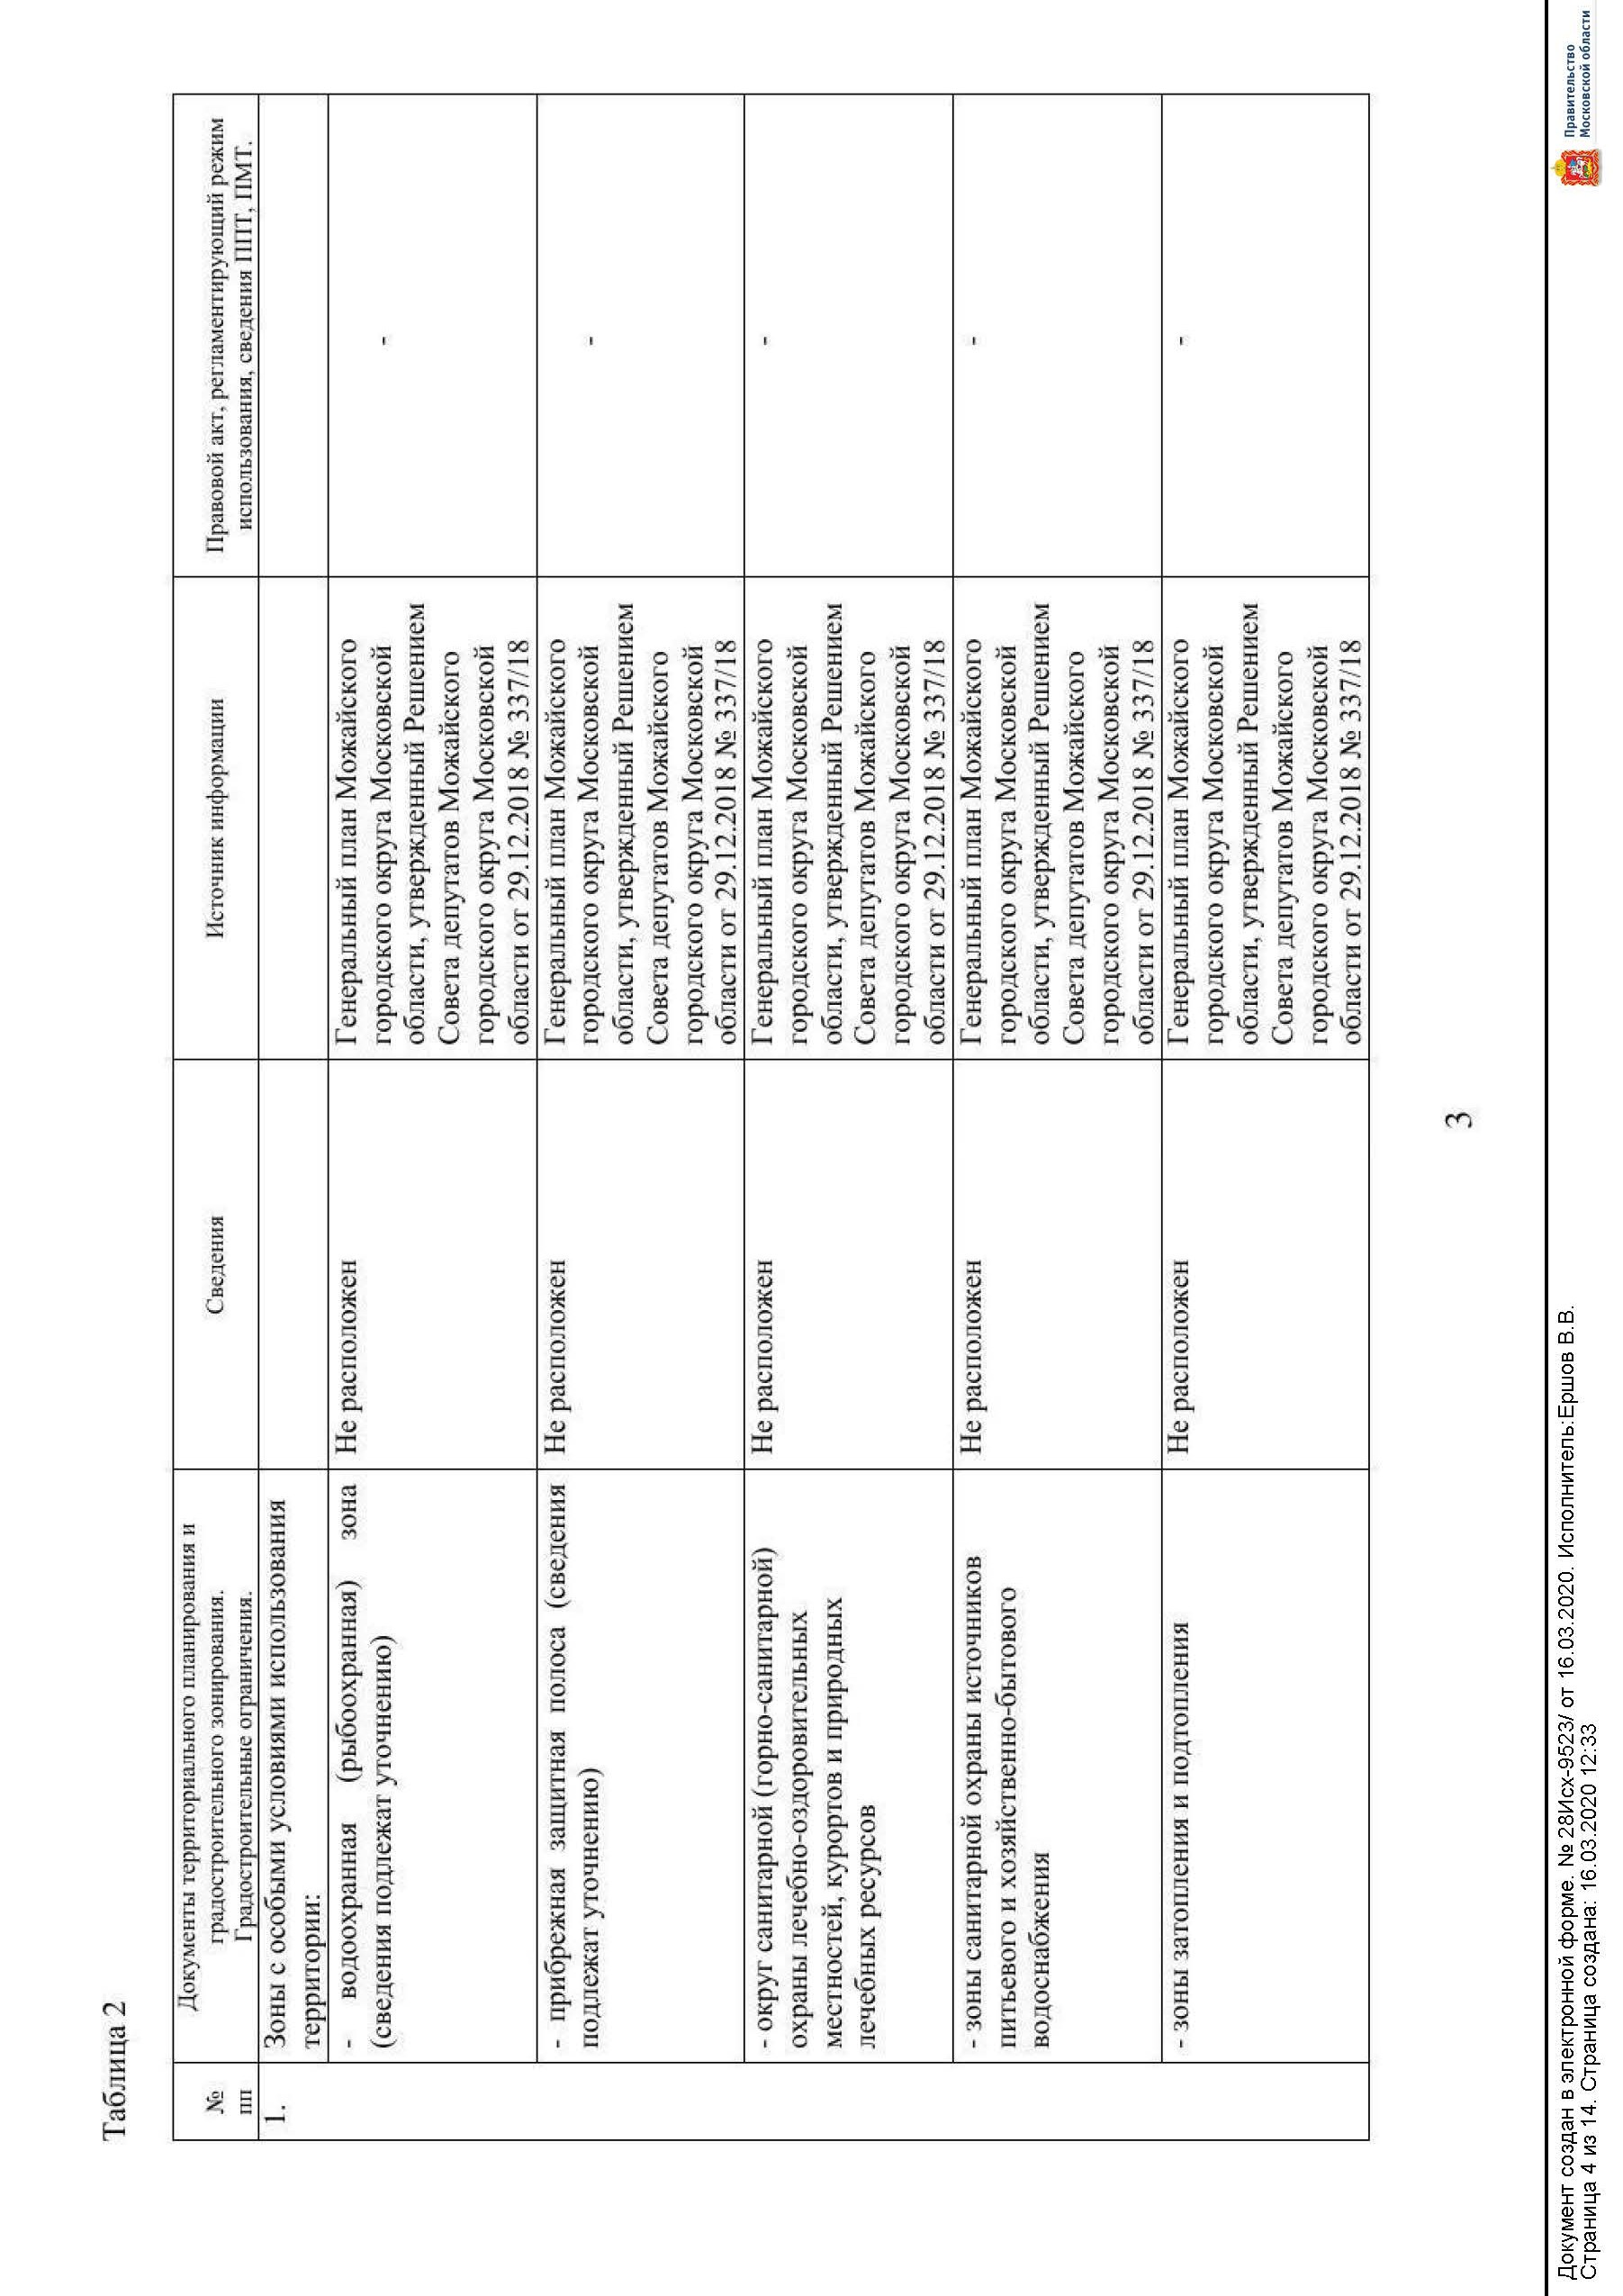 Таблица 2
№
пп
Документы территориального планирования и
градостроительного зонирования.
Градостроительные ограничения.
Сведения
Источник информации
Правовой акт, регламентирующий режим
использования, сведения ППТ, ПМТ.
1.
Зоны с особыми условиями использования
территории:
- водоохранная (рыбоохранная) зона
(сведения подлежат уточнению)
Не расположен
Генеральный план Можайского
городского округа Московской
области, утвержденный Решением
Совета депутатов Можайского
городского округа Московской
области от 29.12.2018 № 337/18
-
- прибрежная защитная полоса (сведения
подлежат уточнению)
Не расположен
Генеральный план Можайского
городского округа Московской
области, утвержденный Решением
Совета депутатов Можайского
городского округа Московской
области от 29.12.2018 № 337/18
-
- округ санитарной (горно-санитарной)
охраны лечебно-оздоровительных
местностей, курортов и природных
лечебных ресурсов
Не расположен
Генеральный план Можайского
городского округа Московской
области, утвержденный Решением
Совета депутатов Можайского
городского округа Московской
области от 29.12.2018 № 337/18
-
- зоны санитарной охраны источников
питьевого и хозяйственно-бытового
водоснабжения
Не расположен
Генеральный план Можайского
городского округа Московской
области, утвержденный Решением
Совета депутатов Можайского
городского округа Московской
области от 29.12.2018 № 337/18
-
- зоны затопления и подтопления
Не расположен
Генеральный план Можайского
городского округа Московской
области, утвержденный Решением
Совета депутатов Можайского
городского округа Московской
области от 29.12.2018 № 337/18
-
3
Документ создан в электронной форме. № 28Исх-9523/ от 16.03.2020. Исполнитель:Ершов В.В.
Страница 4 из 14. Страница создана: 16.03.2020 12:33
Правительство
Московской области